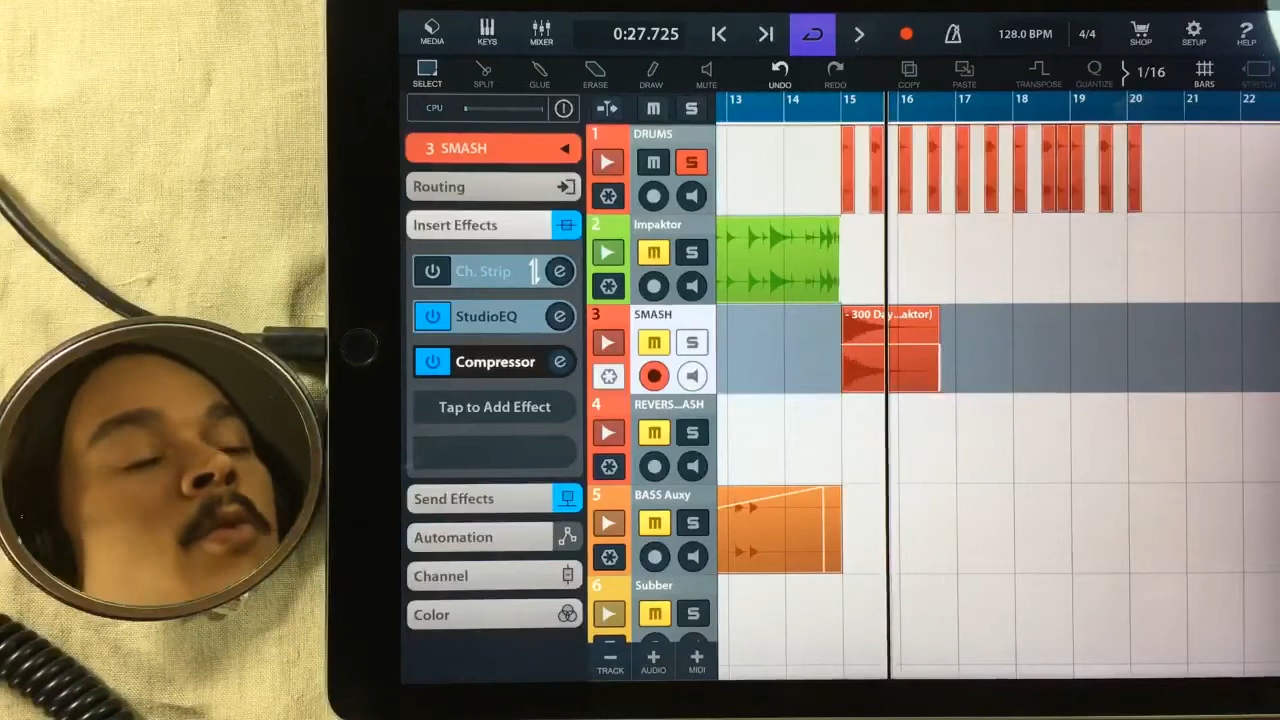 MEDIA KEYS MIXER 0:27.725 128.0 BPM 4/4 SHOP SETUP HELP
SELECT SPLIT GLUE ERASE DRAW MUTE UNDO REDO COPY PASTE TRANSPOSE QUANTIZE 1/16 BARS STRETCH
CPU M S 13 14 15 16 17 18 19 20 21 22
3 SMASH
Routing
Insert Effects
Ch. Strip e
StudioEQ e
Compressor e
Tap to Add Effect
Send Effects
Automation
Channel
Color
1 DRUMS
M S
2 Impaktor
M S
3 SMASH
M S
- 300 Day...aktor)
4 REVERS...ASH
M S
5 BASS Auxy
M S
6 Subber
M S
TRACK AUDIO MIDI